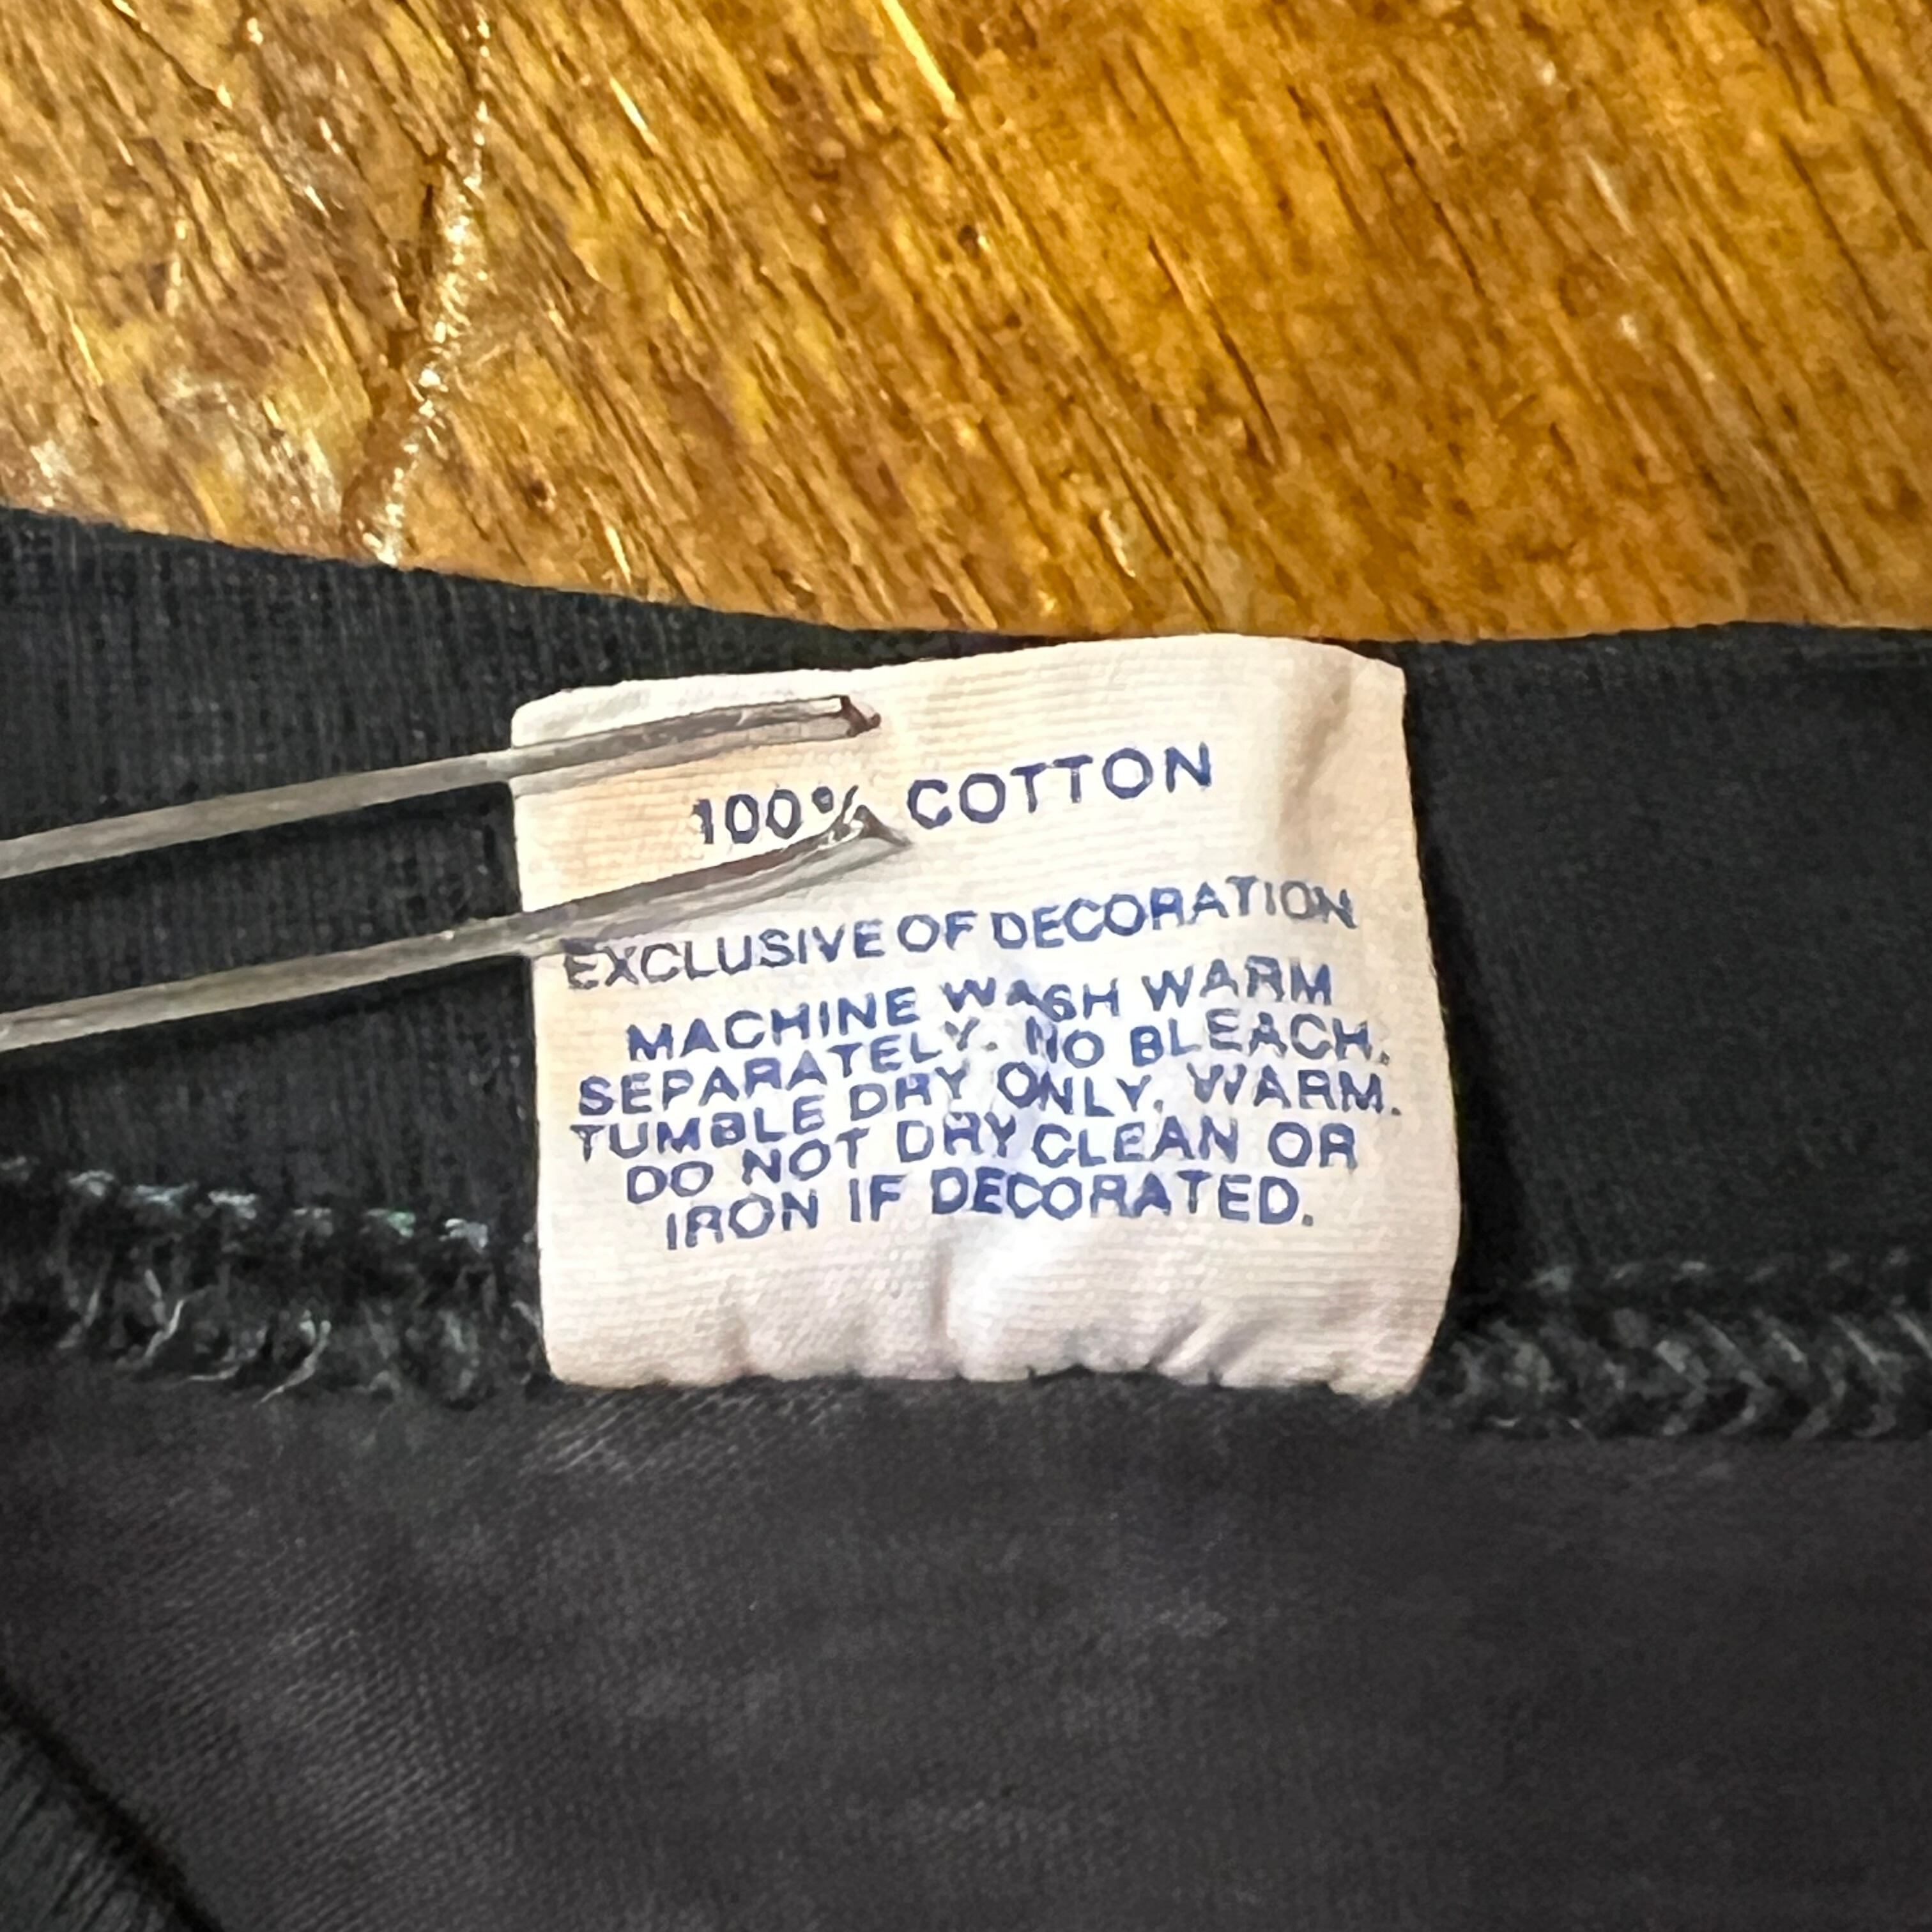 100% COTTON
EXCLUSIVE OF DECORATION
MACHINE WASH WARM
SEPARATELY. NO BLEACH.
TUMBLE DRY ONLY, WARM.
DO NOT DRY CLEAN OR
IRON IF DECORATED.